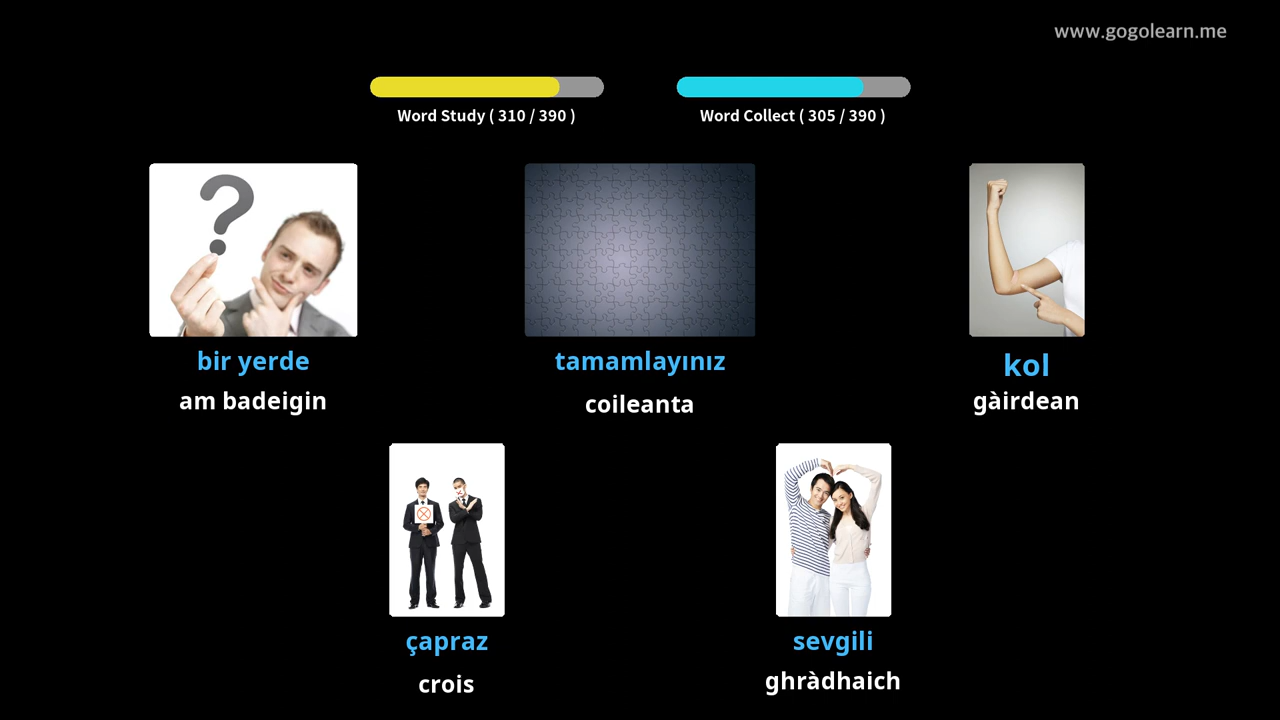 www.gogolearn.me
Word Study ( 310 / 390 )
Word Collect ( 305 / 390 )
?
bir yerde
am badeigin
tamamlayınız
coileanta
kol
gàirdean
çapraz
crois
sevgili
ghràdhaich